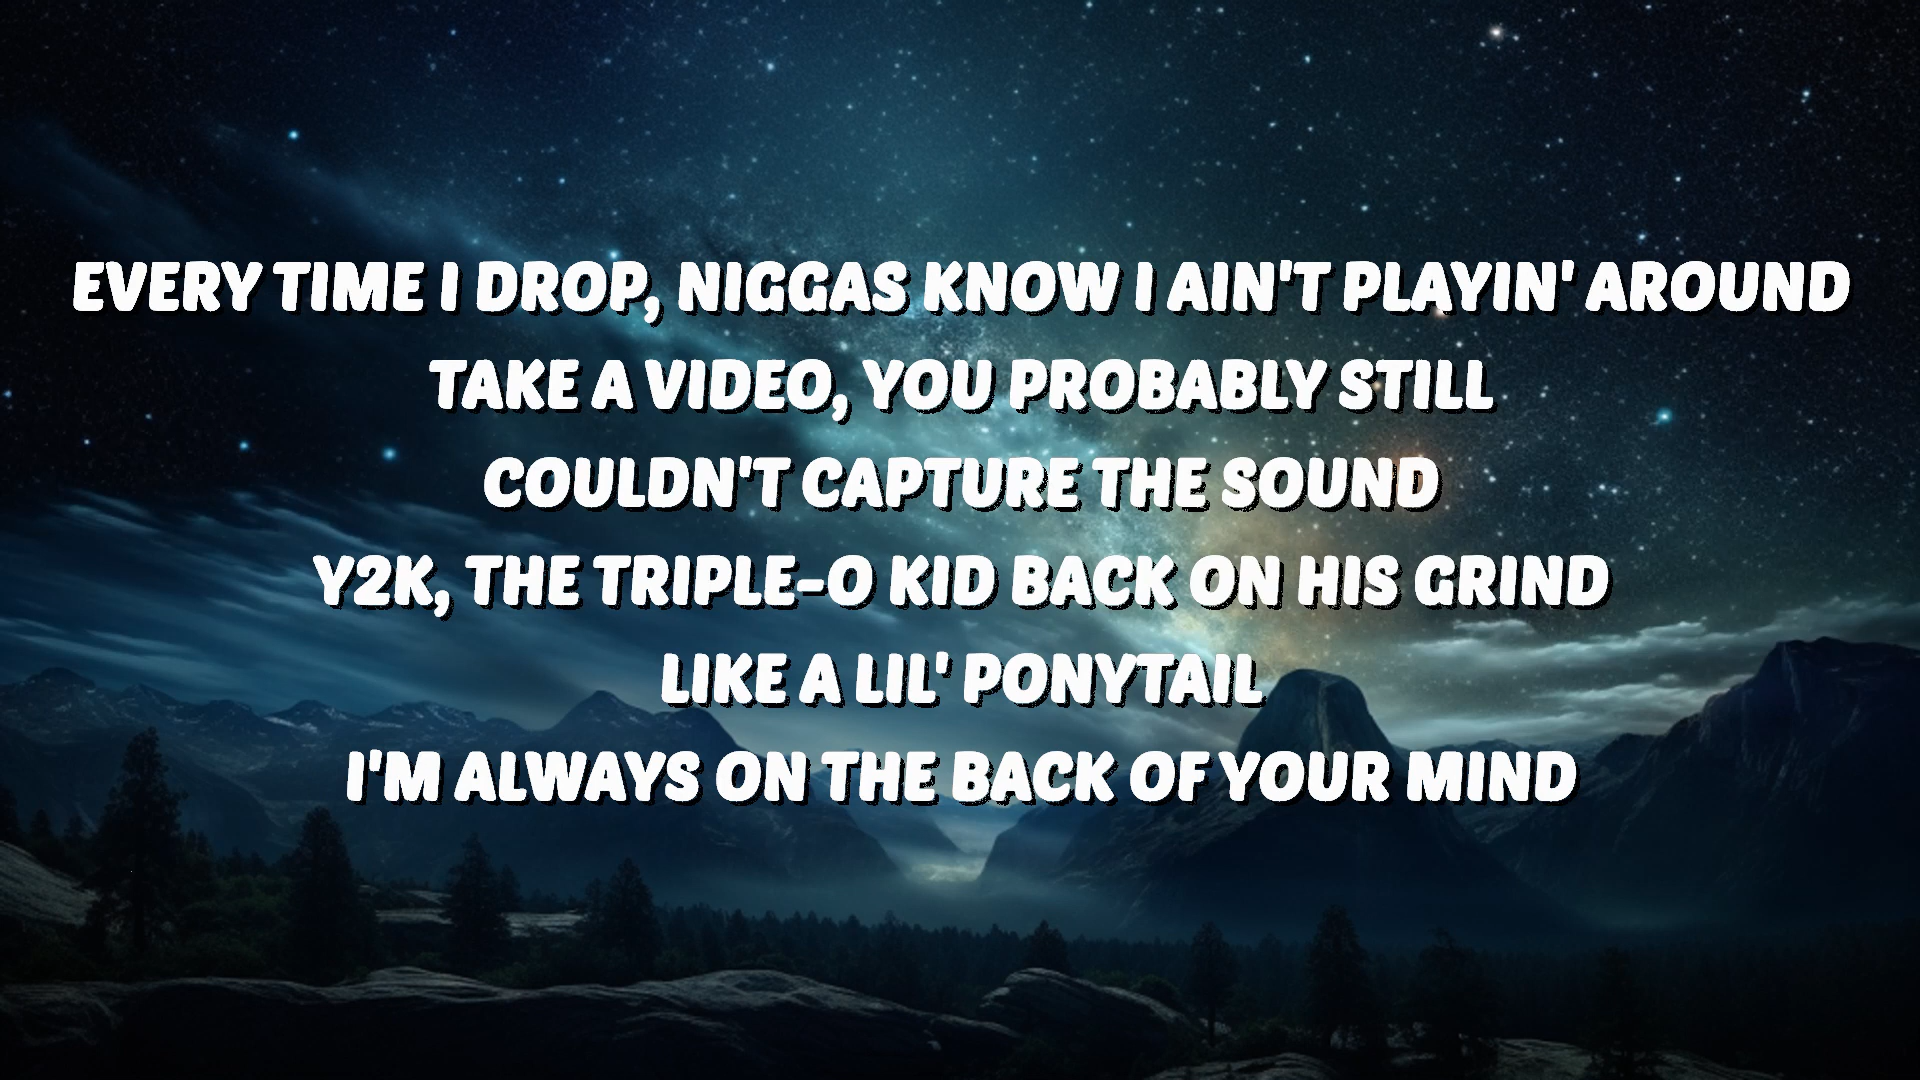 EVERY TIME I DROP, NIGGAS KNOW I AIN'T PLAYIN' AROUND
TAKE A VIDEO, YOU PROBABLY STILL
COULDN'T CAPTURE THE SOUND
Y2K, THE TRIPLE-O KID BACK ON HIS GRIND
LIKE A LIL' PONYTAIL
I'M ALWAYS ON THE BACK OF YOUR MIND